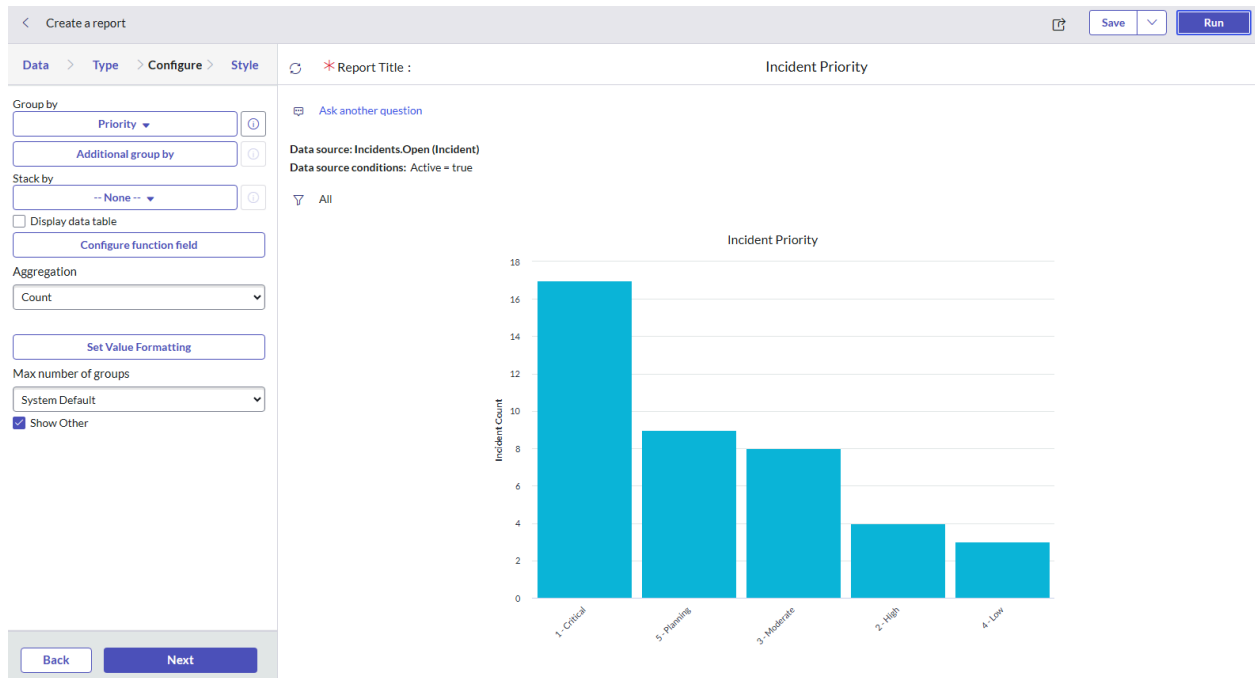 Create a report
Save
Run
Data
Type
Configure
Style
Group by
Priority
Additional group by
Stack by
-- None --
Display data table
Configure function field
Aggregation
Count
Set Value Formatting
Max number of groups
System Default
Show Other
Back
Next
*Report Title :
Incident Priority
Ask another question
Data source: Incidents.Open (Incident)
Data source conditions: Active = true
All
Incident Priority
Incident Count
18
16
14
12
10
8
6
4
2
0
1 - Critical
5 - Planning
3 - Moderate
2 - High
4 - Low